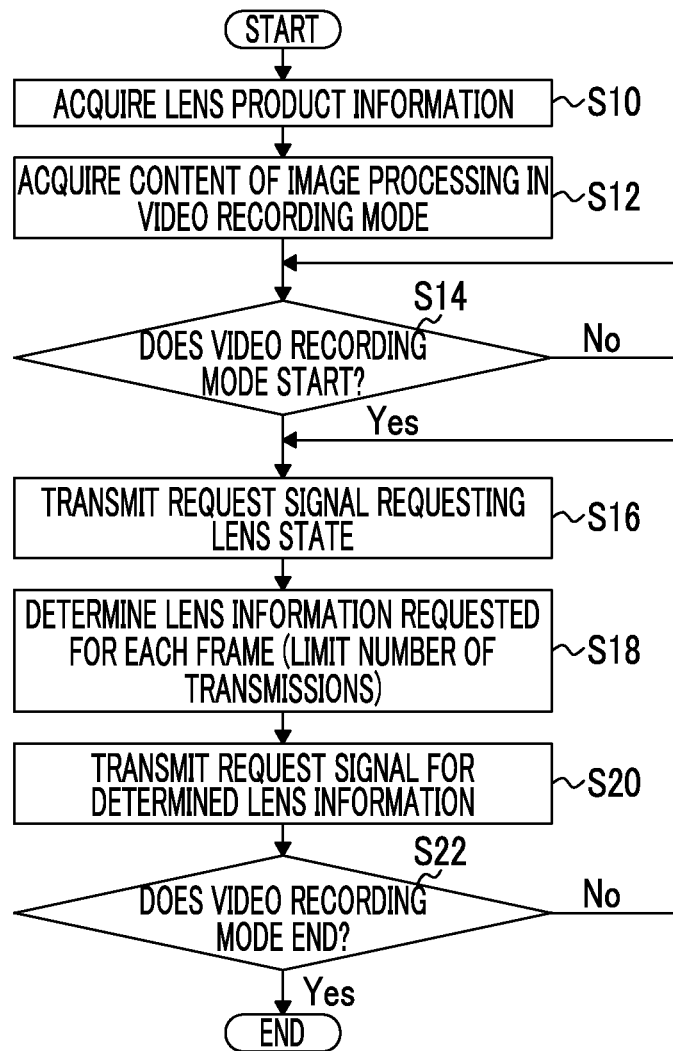 START
ACQUIRE LENS PRODUCT INFORMATION
S10
ACQUIRE CONTENT OF IMAGE PROCESSING IN
VIDEO RECORDING MODE
S12
S14
DOES VIDEO RECORDING
MODE START?
No
Yes
TRANSMIT REQUEST SIGNAL REQUESTING
LENS STATE
S16
DETERMINE LENS INFORMATION REQUESTED
FOR EACH FRAME (LIMIT NUMBER OF
TRANSMISSIONS)
S18
TRANSMIT REQUEST SIGNAL FOR
DETERMINED LENS INFORMATION
S20
S22
DOES VIDEO RECORDING
MODE END?
No
Yes
END